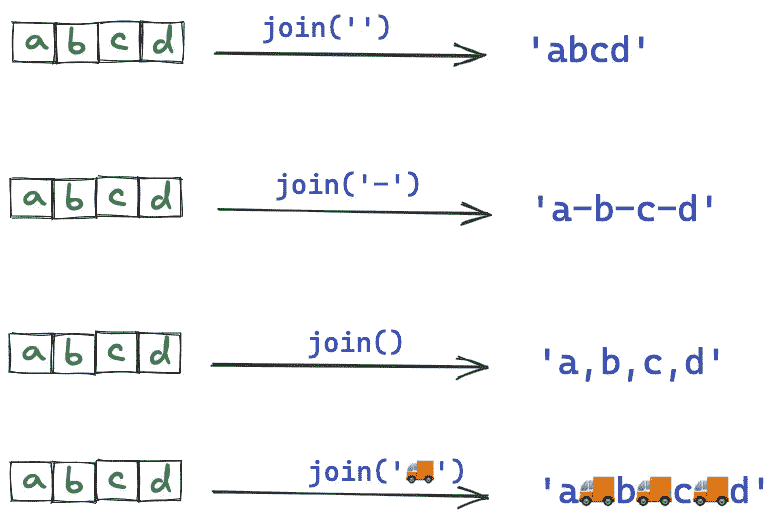 a b c d join('') 'abcd'
a b c d join('-') 'a-b-c-d'
a b c d join() 'a,b,c,d'
a b c d join('🚚') 'a🚚b🚚c🚚d'